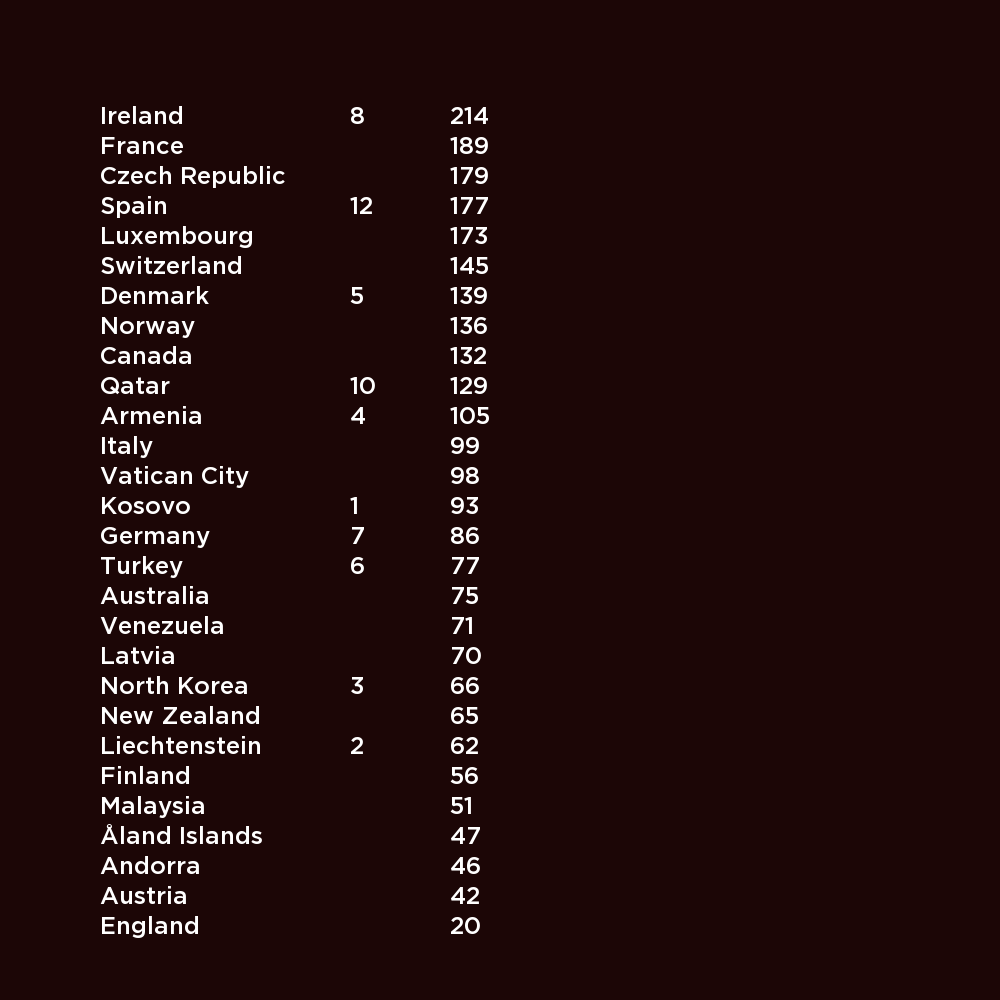 Ireland 8 214
France 189
Czech Republic 179
Spain 12 177
Luxembourg 173
Switzerland 145
Denmark 5 139
Norway 136
Canada 132
Qatar 10 129
Armenia 4 105
Italy 99
Vatican City 98
Kosovo 1 93
Germany 7 86
Turkey 6 77
Australia 75
Venezuela 71
Latvia 70
North Korea 3 66
New Zealand 65
Liechtenstein 2 62
Finland 56
Malaysia 51
Åland Islands 47
Andorra 46
Austria 42
England 20